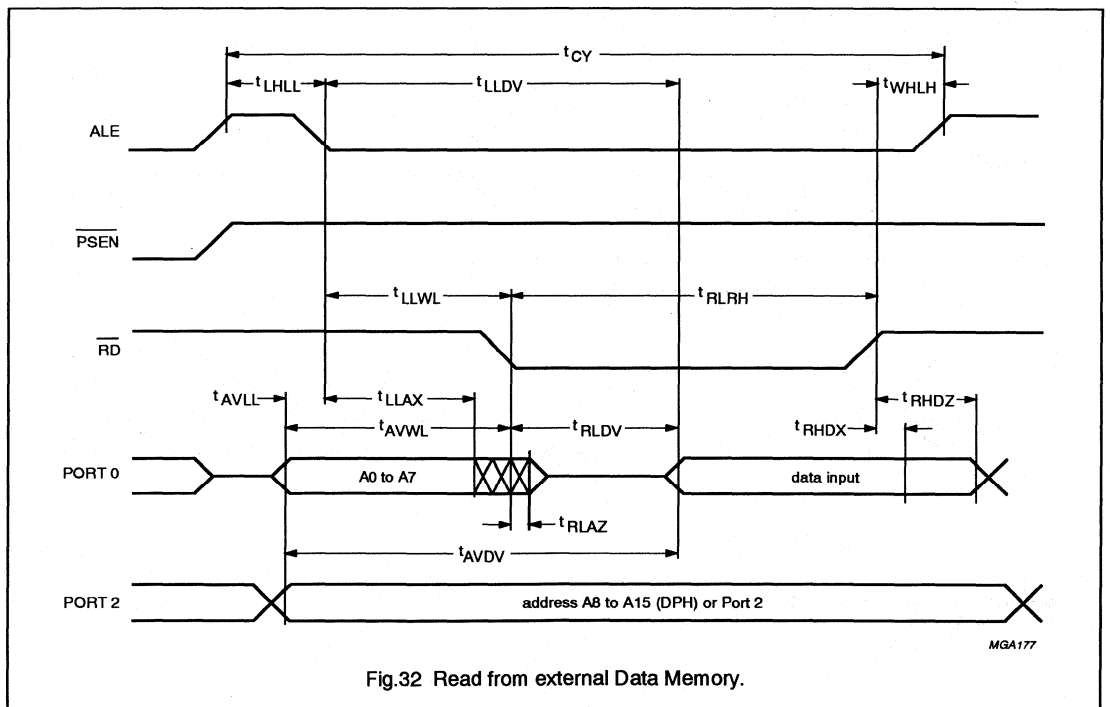 tCY
tLHLL
tLLDV
tWHLH
ALE
PSEN
tLLWL
tRLRH
RD
tAVLL
tLLAX
tRHDZ
tAVWL
tRLDV
tRHDX
PORT 0
A0 to A7
data input
tRLAZ
tAVDV
PORT 2
address A8 to A15 (DPH) or Port 2
MGA177
Fig.32 Read from external Data Memory.